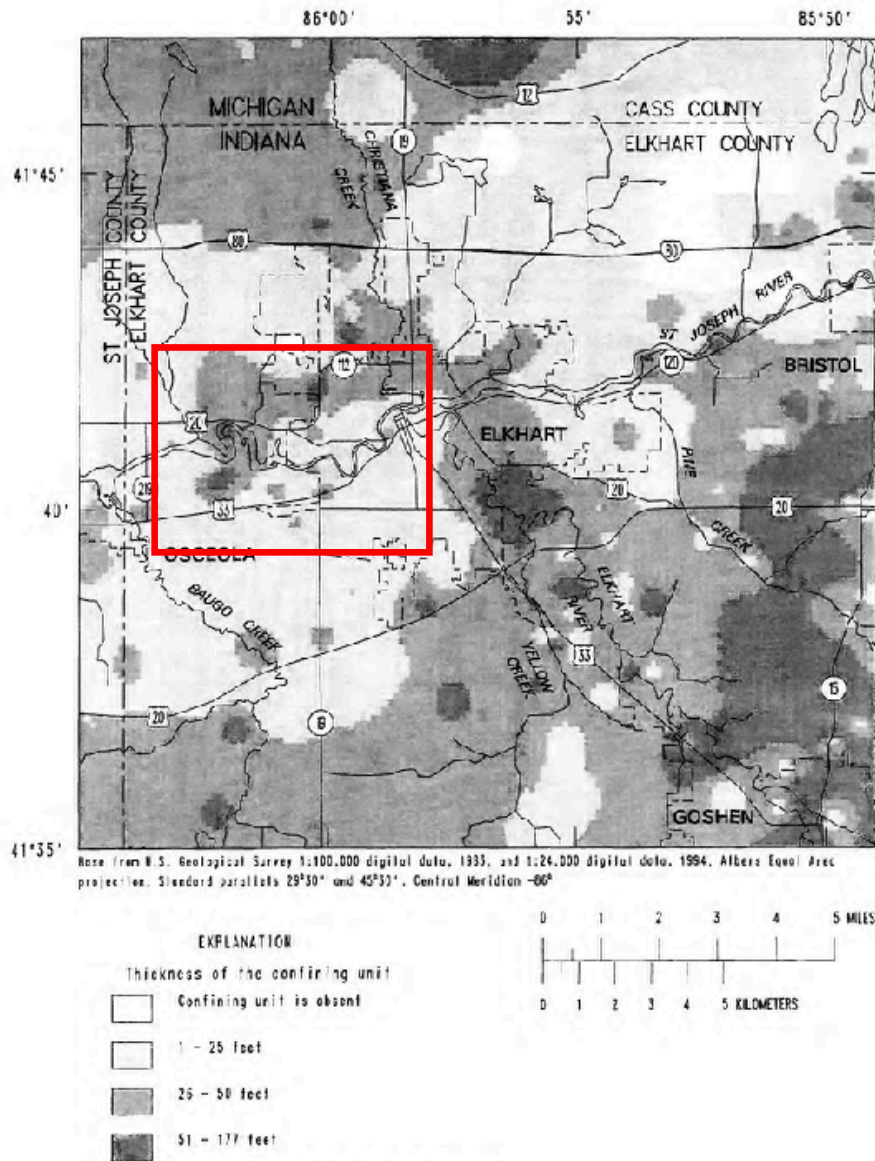 86°00' 55' 85°50'
12
MICHIGAN CASS COUNTY
INDIANA ELKHART COUNTY
19
CHRISTIANA
CREEK
41°45'
ST JOSEPH COUNTY
ELKHART COUNTY
80 80
ST JOSEPH RIVER
112 120
BRISTOL
20
ELKHART
PINE
CREEK
219
40'
33 20 20
OSCEOLA
BAUGO CREEK
ELKHART
RIVER
YELLOW
CREEK
33
15
20 19
GOSHEN
41°35'
Base from U.S. Geological Survey 1:100,000 digital data, 1983, and 1:24,000 digital data, 1994. Albers Equal Area
projection. Standard parallels 29°30' and 45°30', Central Meridian -86°
0 1 2 3 4 5 MILES
0 1 2 3 4 5 KILOMETERS
EXPLANATION
Thickness of the confining unit
Confining unit is absent
1 - 25 feet
26 - 50 feet
51 - 177 feet